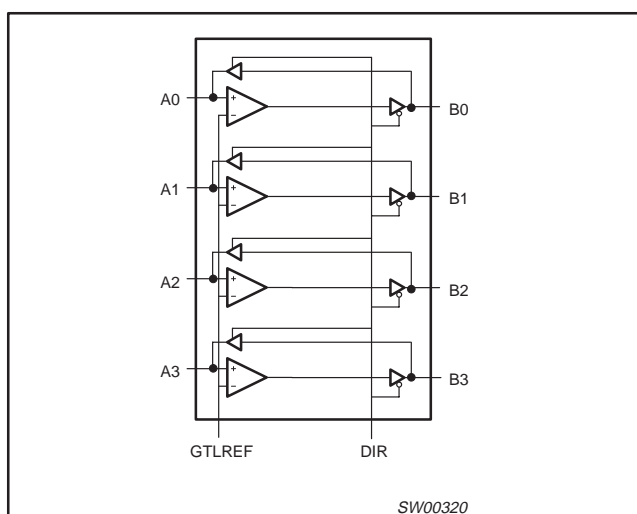 A0
+
−
B0
A1
+
−
B1
A2
+
−
B2
A3
+
−
B3
GTLREF DIR
SW00320